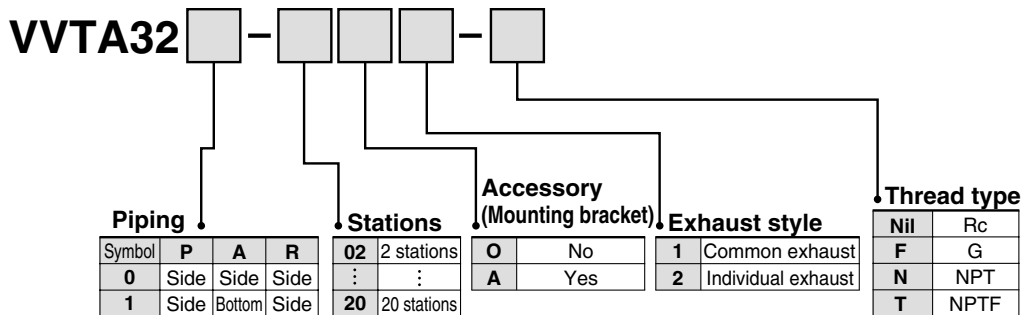 VVTA32 – –
Accessory
Piping Stations (Mounting bracket) Exhaust style Thread type
Symbol P A R
0 Side Side Side
1 Side Bottom Side
02 2 stations
⋮ ⋮
20 20 stations
O No
A Yes
1 Common exhaust
2 Individual exhaust
Nil Rc
F G
N NPT
T NPTF